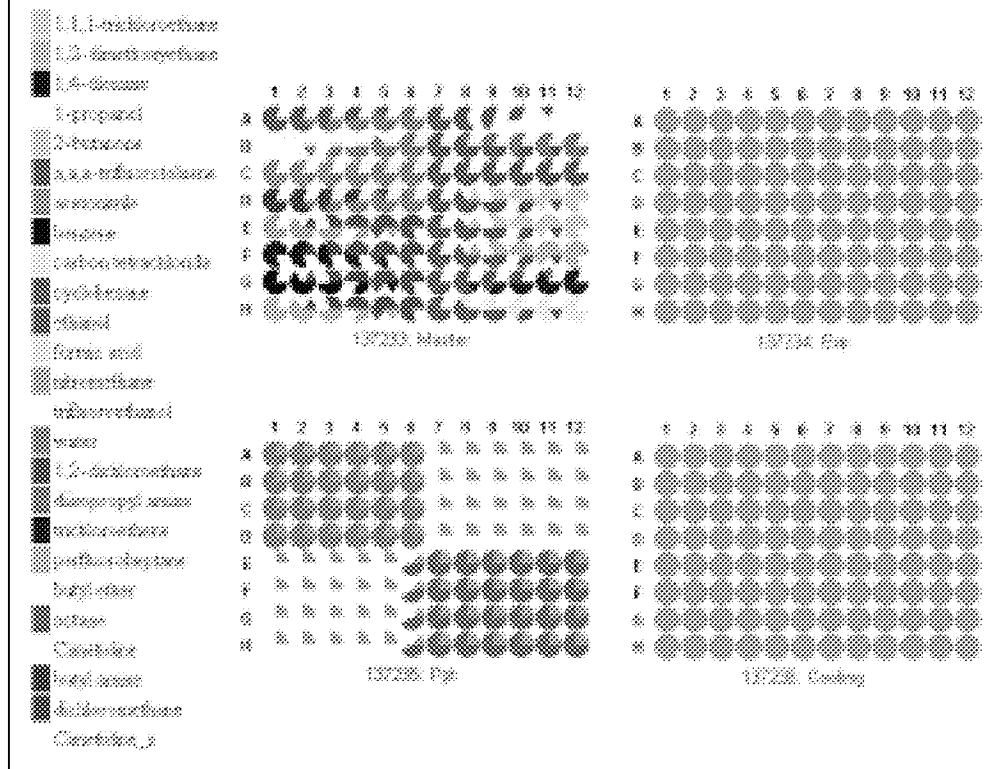 1,1,1-trichloroethane
1,2-dimethoxyethane
1,4-dioxane
1-propanol
2-butanone
a,a,a-trifluorotoluene
acetonitrile
benzene
carbon tetrachloride
cyclohexane
ethanol
formic acid
nitromethane
trifluoroethanol
water
1,2-dichloroethane
diisopropyl amine
trichloroethene
perfluoroheptane
butyl ether
octane
Cimetidine
butyl amine
dichloromethane
Cimetidine_s
1 2 3 4 5 6 7 8 9 10 11 12
A
B
C
D
E
F
G
H
137233: Master
1 2 3 4 5 6 7 8 9 10 11 12
A
B
C
D
E
F
G
H
137234: Evp
1 2 3 4 5 6 7 8 9 10 11 12
A
B
C
D
E
F
G
H
137235: Ppt
1 2 3 4 5 6 7 8 9 10 11 12
A
B
C
D
E
F
G
H
137236: Cooling